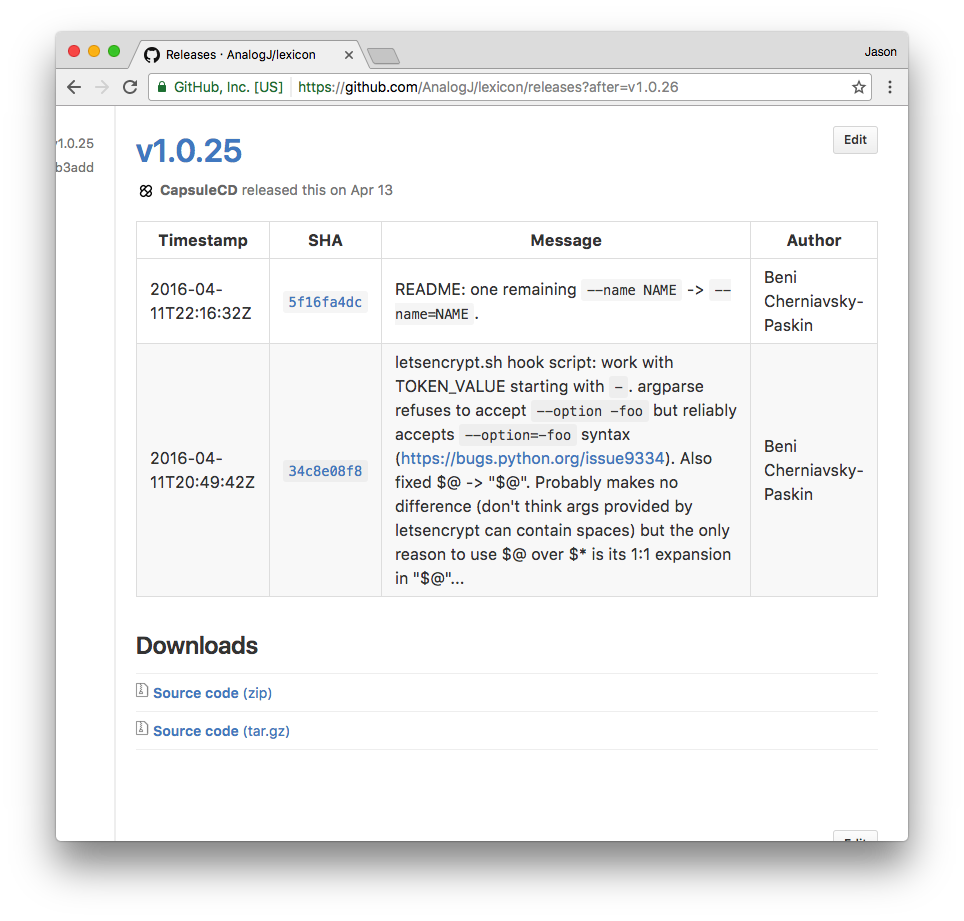 Releases · AnalogJ/lexicon
Jason
GitHub, Inc. [US]
https://github.com/AnalogJ/lexicon/releases?after=v1.0.26
v1.0.25
b3add
v1.0.25
Edit
CapsuleCD released this on Apr 13
Timestamp SHA Message Author
2016-04-
11T22:16:32Z
5f16fa4dc
README: one remaining --name NAME -> --
name=NAME .
Beni
Cherniavsky-
Paskin
2016-04-
11T20:49:42Z
34c8e08f8
letsencrypt.sh hook script: work with
TOKEN_VALUE starting with - . argparse
refuses to accept --option -foo but reliably
accepts --option=-foo syntax
(https://bugs.python.org/issue9334). Also
fixed $@ -> "$@". Probably makes no
difference (don't think args provided by
letsencrypt can contain spaces) but the only
reason to use $@ over $* is its 1:1 expansion
in "$@"...
Beni
Cherniavsky-
Paskin
Downloads
Source code (zip)
Source code (tar.gz)
Edit